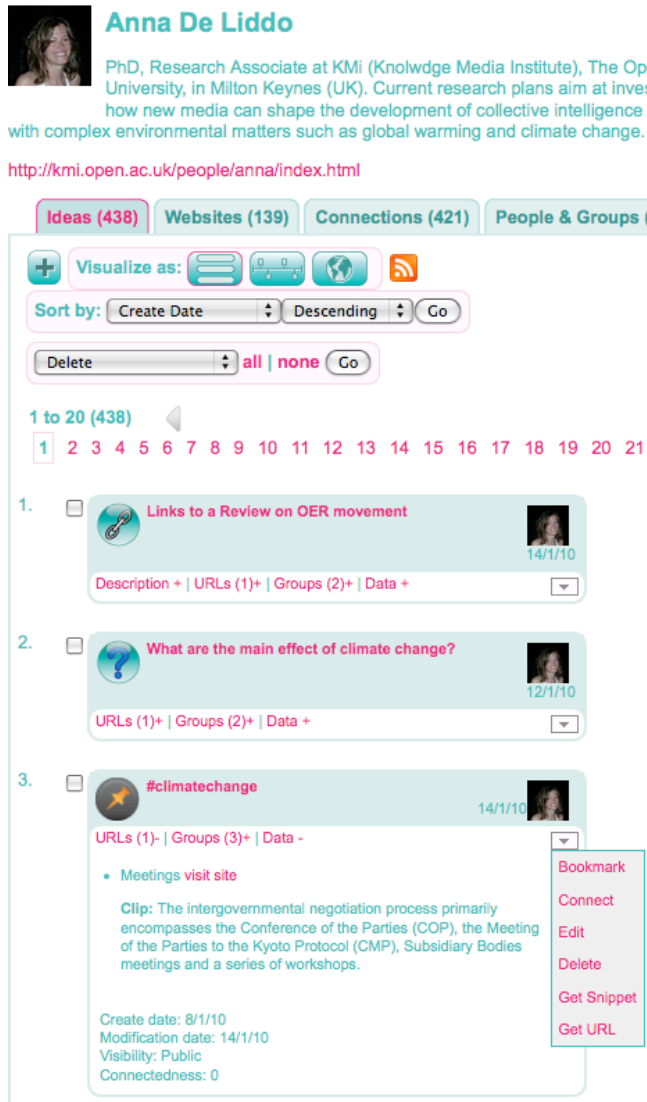 Anna De Liddo
PhD, Research Associate at KMi (Knolwdge Media Institute), The Op
University, in Milton Keynes (UK). Current research plans aim at inves
how new media can shape the development of collective intelligence
with complex environmental matters such as global warming and climate change.
http://kmi.open.ac.uk/people/anna/index.html
Ideas (438) Websites (139) Connections (421) People & Groups (
Visualize as:
Sort by: Create Date Descending Go
Delete all | none Go
1 to 20 (438)
1 2 3 4 5 6 7 8 9 10 11 12 13 14 15 16 17 18 19 20 21
1. Links to a Review on OER movement
14/1/10
Description + | URLs (1)+ | Groups (2)+ | Data +
2. What are the main effect of climate change?
12/1/10
URLs (1)+ | Groups (2)+ | Data +
3. #climatechange
14/1/10
URLs (1)- | Groups (3)+ | Data -
• Meetings visit site
Clip: The intergovernmental negotiation process primarily
encompasses the Conference of the Parties (COP), the Meeting
of the Parties to the Kyoto Protocol (CMP), Subsidiary Bodies
meetings and a series of workshops.
Create date: 8/1/10
Modification date: 14/1/10
Visibility: Public
Connectedness: 0
Bookmark
Connect
Edit
Delete
Get Snippet
Get URL